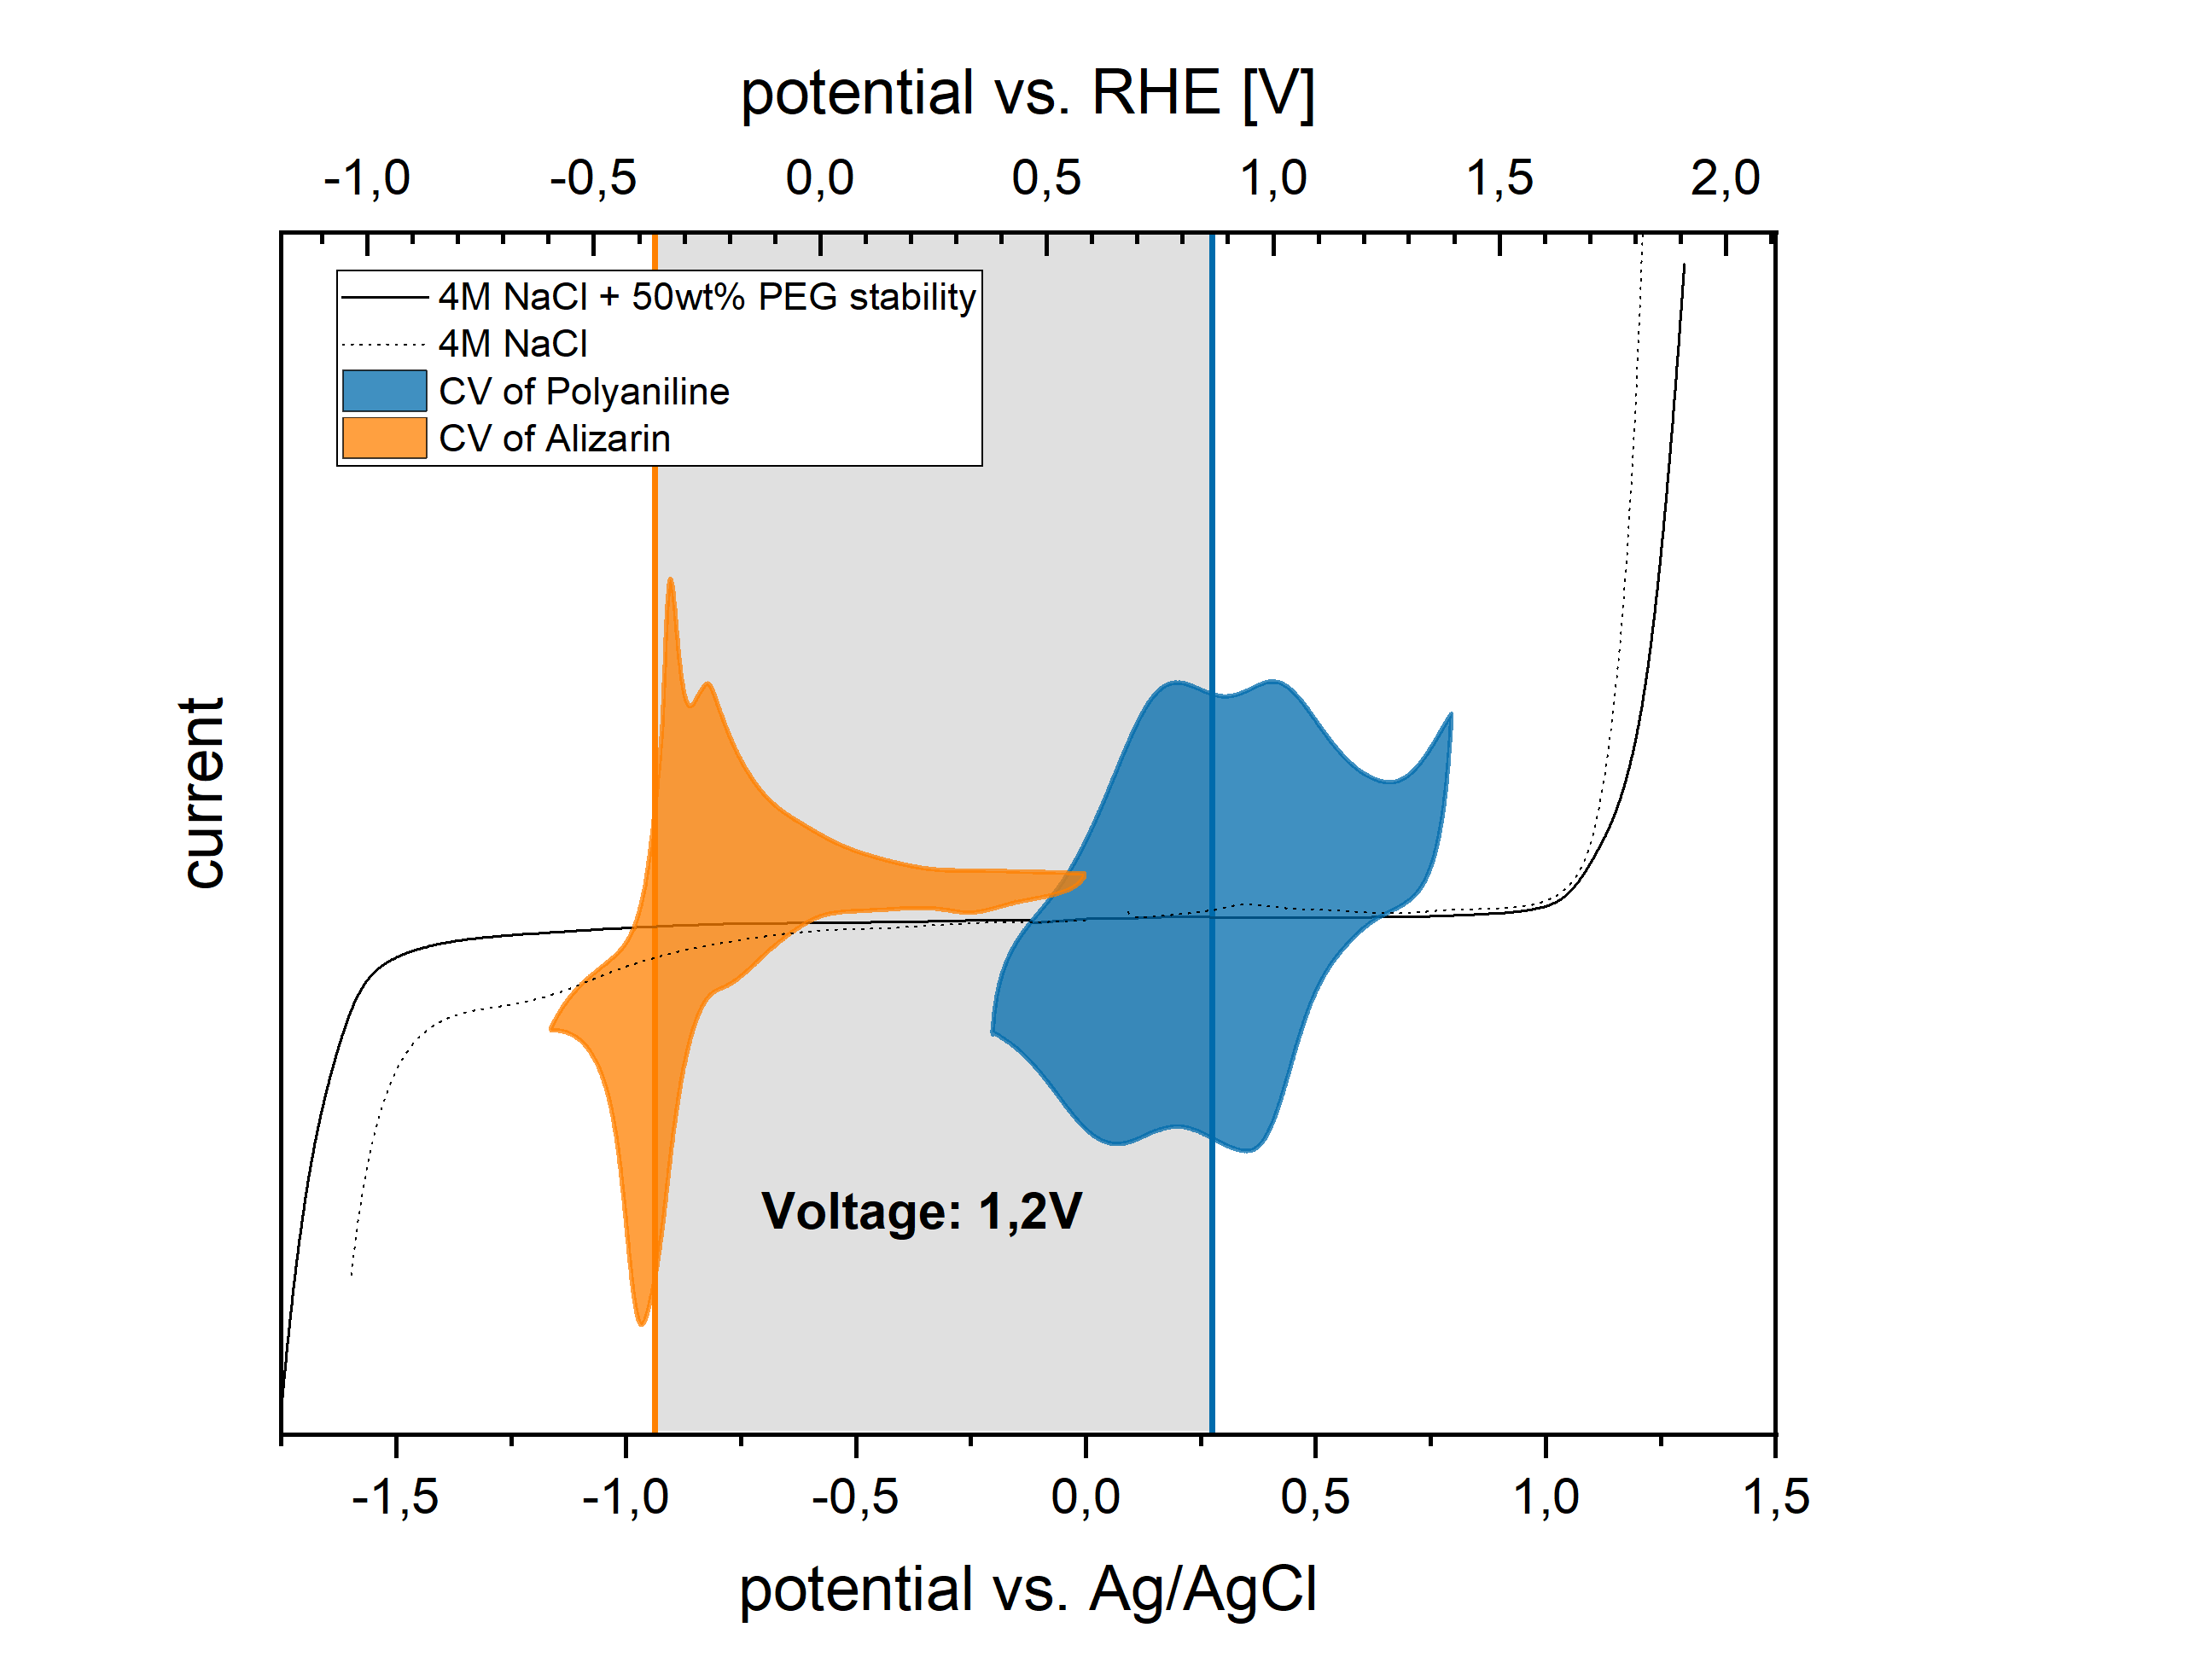 potential vs. RHE [V]
-1,0 -0,5 0,0 0,5 1,0 1,5 2,0
4M NaCl + 50wt% PEG stability
4M NaCl
CV of Polyaniline
CV of Alizarin
current
Voltage: 1,2V
-1,5 -1,0 -0,5 0,0 0,5 1,0 1,5
potential vs. Ag/AgCl